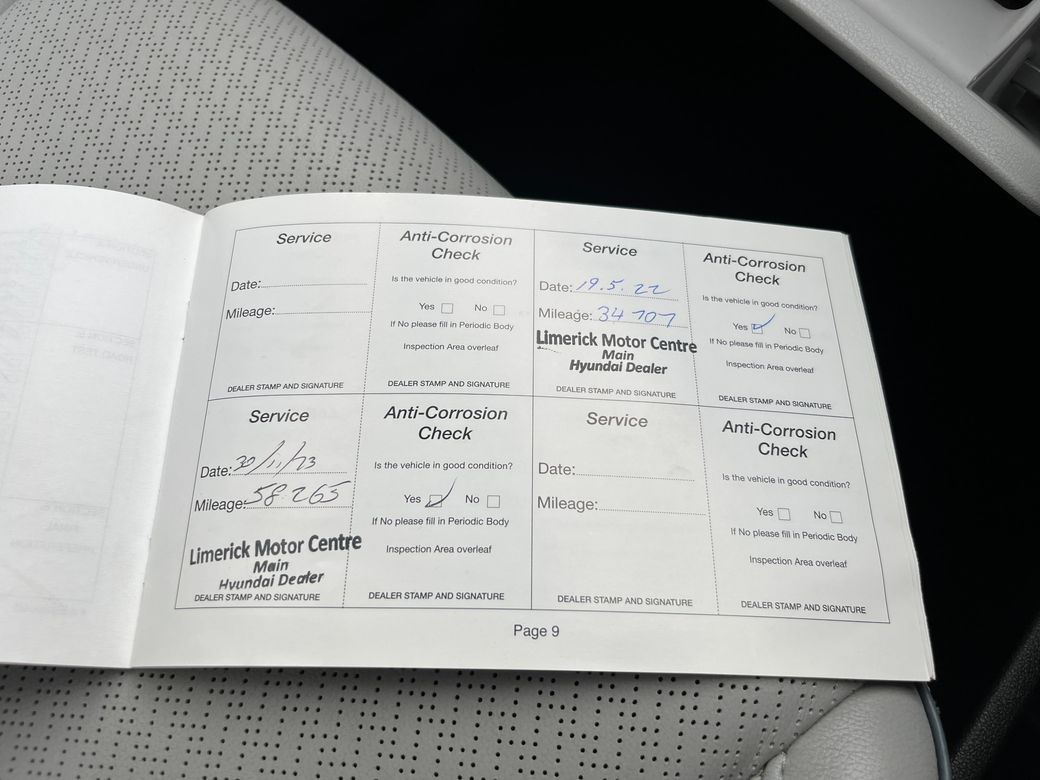 Service
Date:
Mileage:
DEALER STAMP AND SIGNATURE
Anti-Corrosion
Check
Is the vehicle in good condition?
Yes No
If No please fill in Periodic Body
Inspection Area overleaf
DEALER STAMP AND SIGNATURE
Service
Date: 19.5.22
Mileage: 34 707
Limerick Motor Centre
Main
Hyundai Dealer
DEALER STAMP AND SIGNATURE
Anti-Corrosion
Check
Is the vehicle in good condition?
Yes No
If No please fill in Periodic Body
Inspection Area overleaf
DEALER STAMP AND SIGNATURE
Service
Date: 30/11/23
Mileage: 58.265
Limerick Motor Centre
Main
Hyundai Dealer
DEALER STAMP AND SIGNATURE
Anti-Corrosion
Check
Is the vehicle in good condition?
Yes No
If No please fill in Periodic Body
Inspection Area overleaf
DEALER STAMP AND SIGNATURE
Service
Date:
Mileage:
DEALER STAMP AND SIGNATURE
Anti-Corrosion
Check
Is the vehicle in good condition?
Yes No
If No please fill in Periodic Body
Inspection Area overleaf
DEALER STAMP AND SIGNATURE
Page 9